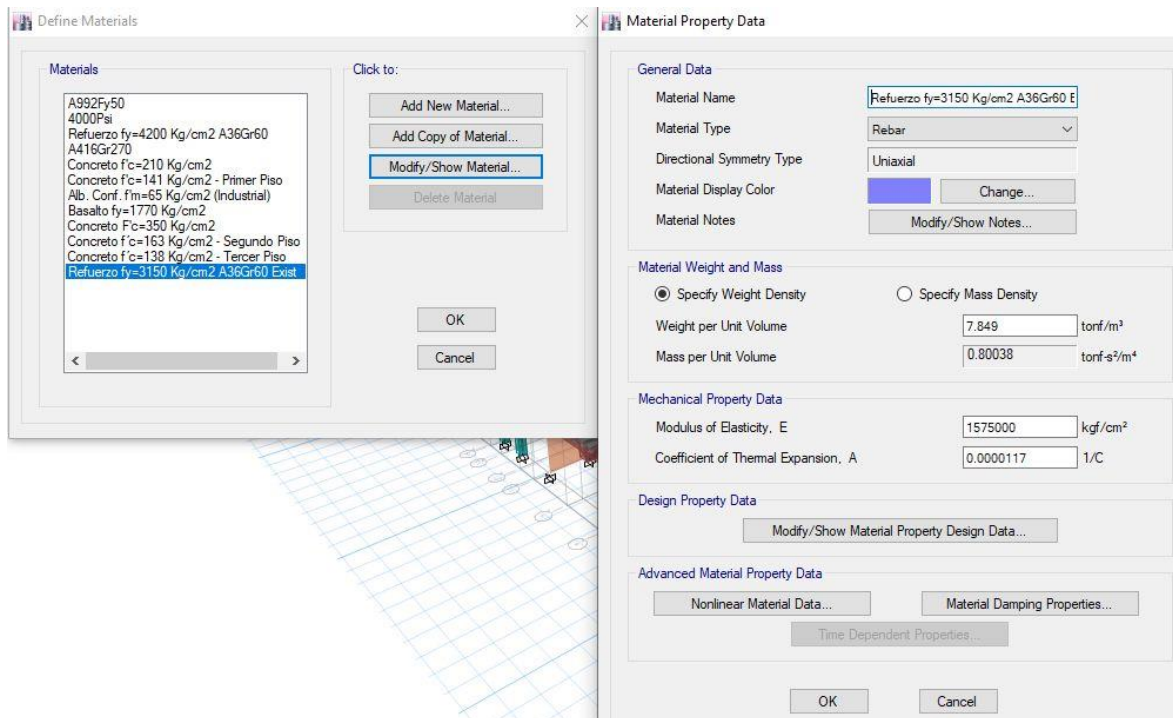 Define Materials
Materials
A992Fy50
4000Psi
Refuerzo fy=4200 Kg/cm2 A36Gr60
A416Gr270
Concreto f'c=210 Kg/cm2
Concreto f'c=141 Kg/cm2 - Primer Piso
Alb. Conf. f'm=65 Kg/cm2 (Industrial)
Basalto fy=1770 Kg/cm2
Concreto F'c=350 Kg/cm2
Concreto f´c=163 Kg/cm2 - Segundo Piso
Concreto f´c=138 Kg/cm2 - Tercer Piso
Refuerzo fy=3150 Kg/cm2 A36Gr60 Exist
Click to:
Add New Material...
Add Copy of Material...
Modify/Show Material...
Delete Material
OK
Cancel
Material Property Data
General Data
Material Name Refuerzo fy=3150 Kg/cm2 A36Gr60 E
Material Type Rebar
Directional Symmetry Type Uniaxial
Material Display Color Change...
Material Notes Modify/Show Notes...
Material Weight and Mass
Specify Weight Density Specify Mass Density
Weight per Unit Volume 7.849 tonf/m³
Mass per Unit Volume 0.80038 tonf-s²/m⁴
Mechanical Property Data
Modulus of Elasticity, E 1575000 kgf/cm²
Coefficient of Thermal Expansion, A 0.0000117 1/C
Design Property Data
Modify/Show Material Property Design Data...
Advanced Material Property Data
Nonlinear Material Data... Material Damping Properties...
Time Dependent Properties...
OK Cancel